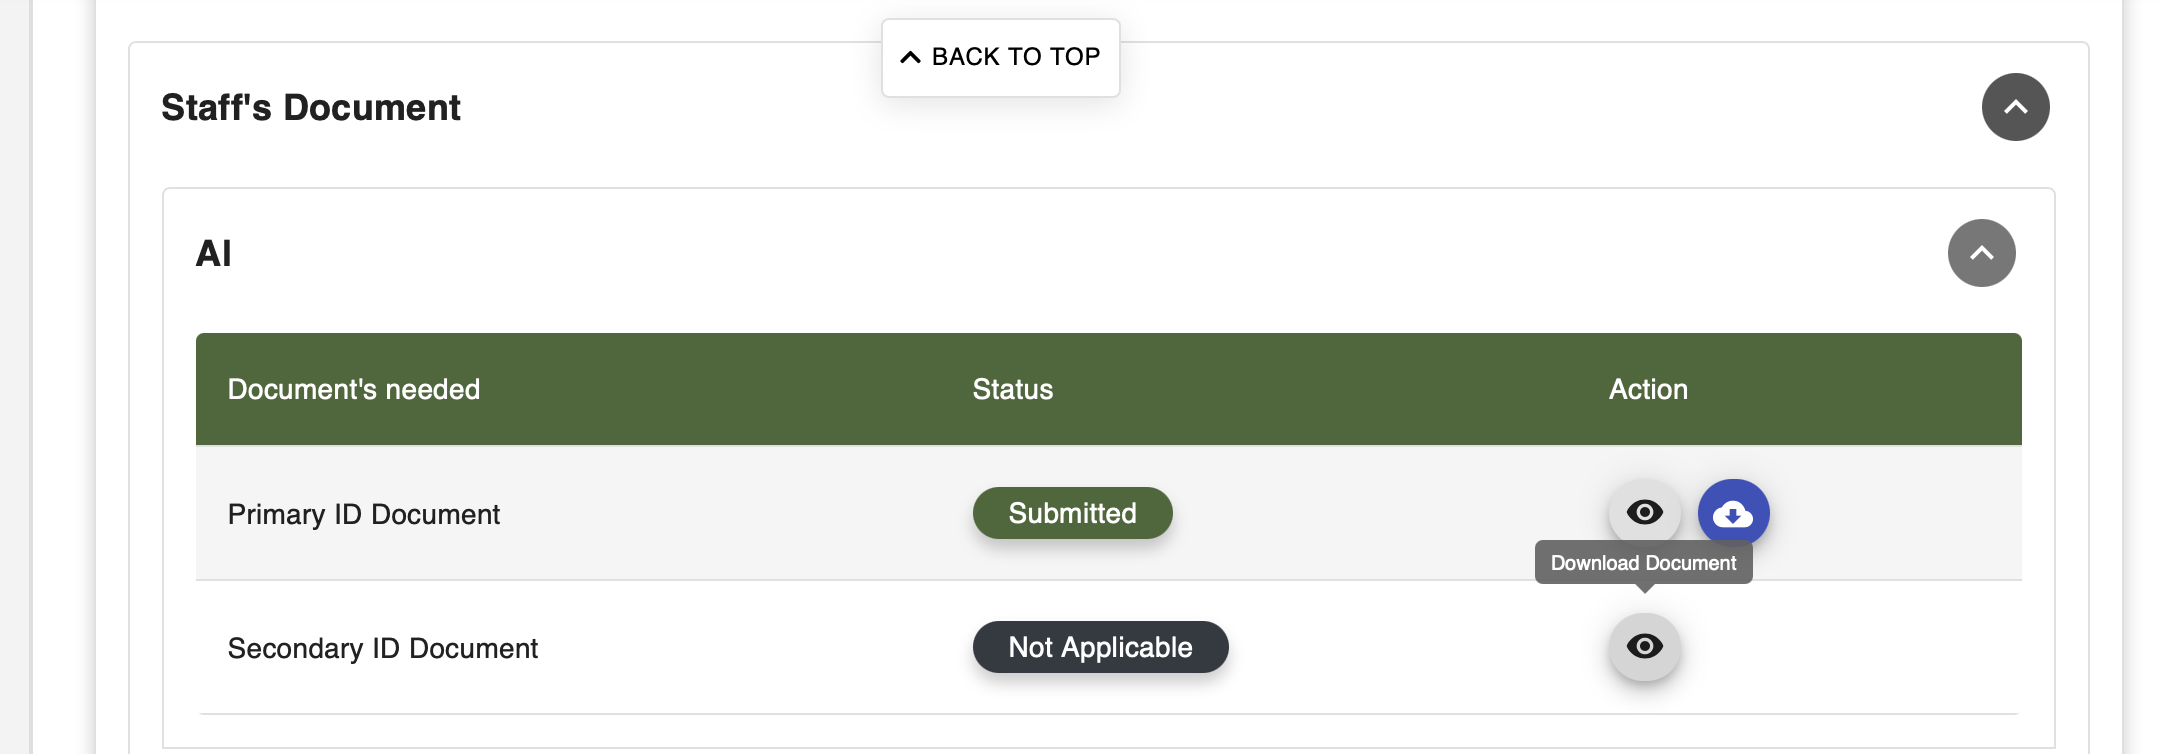 BACK TO TOP
Staff's Document
AI
Document's needed Status Action
Primary ID Document Submitted
Download Document
Secondary ID Document Not Applicable